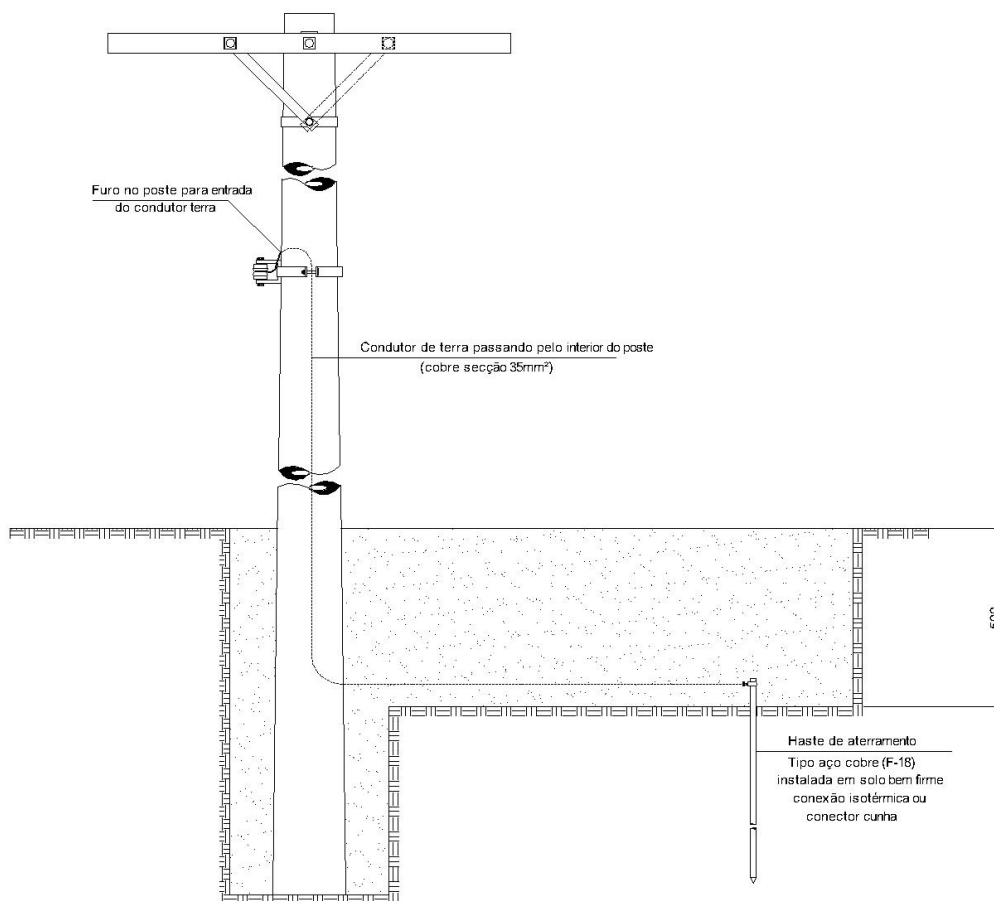 Furo no poste para entrada
do condutor terra
Condutor de terra passando pelo interior do poste
(cobre secção 35mm²)
Haste de aterramento
Tipo aço cobre (F-18)
instalada em solo bem firme
conexão isotérmica ou
conector cunha